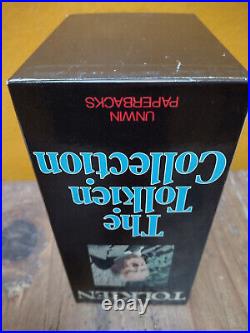 TOLKIEN
The
Tolkien
Collection
UNWIN
PAPERBACKS